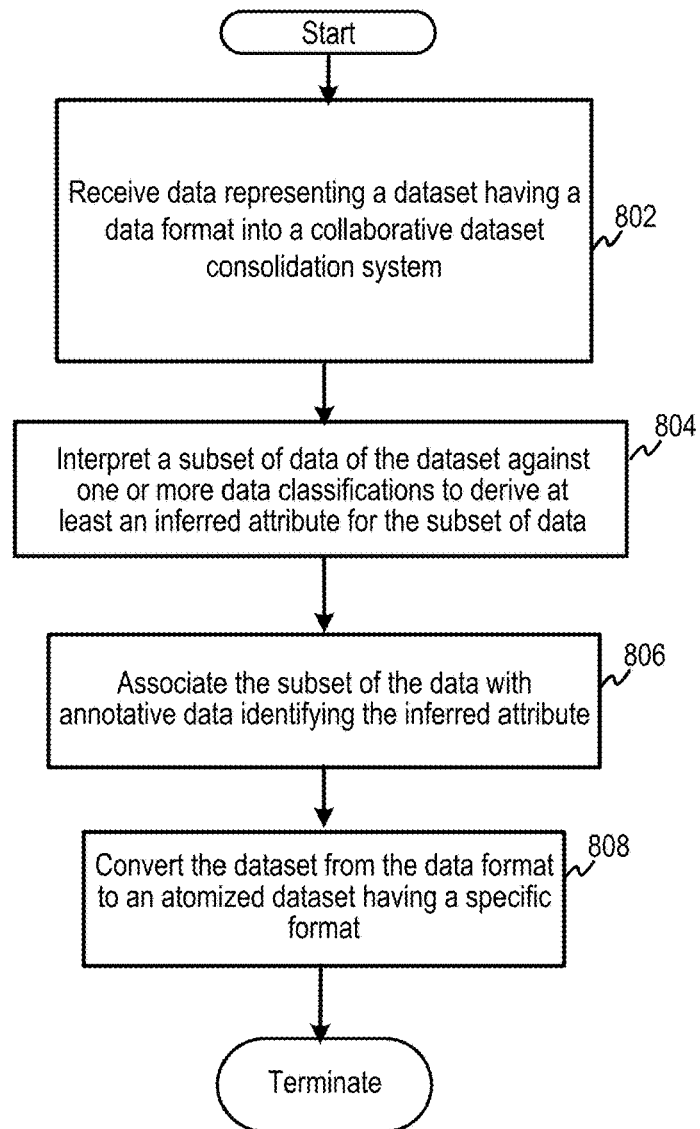 Start
Receive data representing a dataset having a
data format into a collaborative dataset
consolidation system
802
Interpret a subset of data of the dataset against
one or more data classifications to derive at
least an inferred attribute for the subset of data
804
Associate the subset of the data with
annotative data identifying the inferred attribute
806
Convert the dataset from the data format
to an atomized dataset having a specific
format
808
Terminate